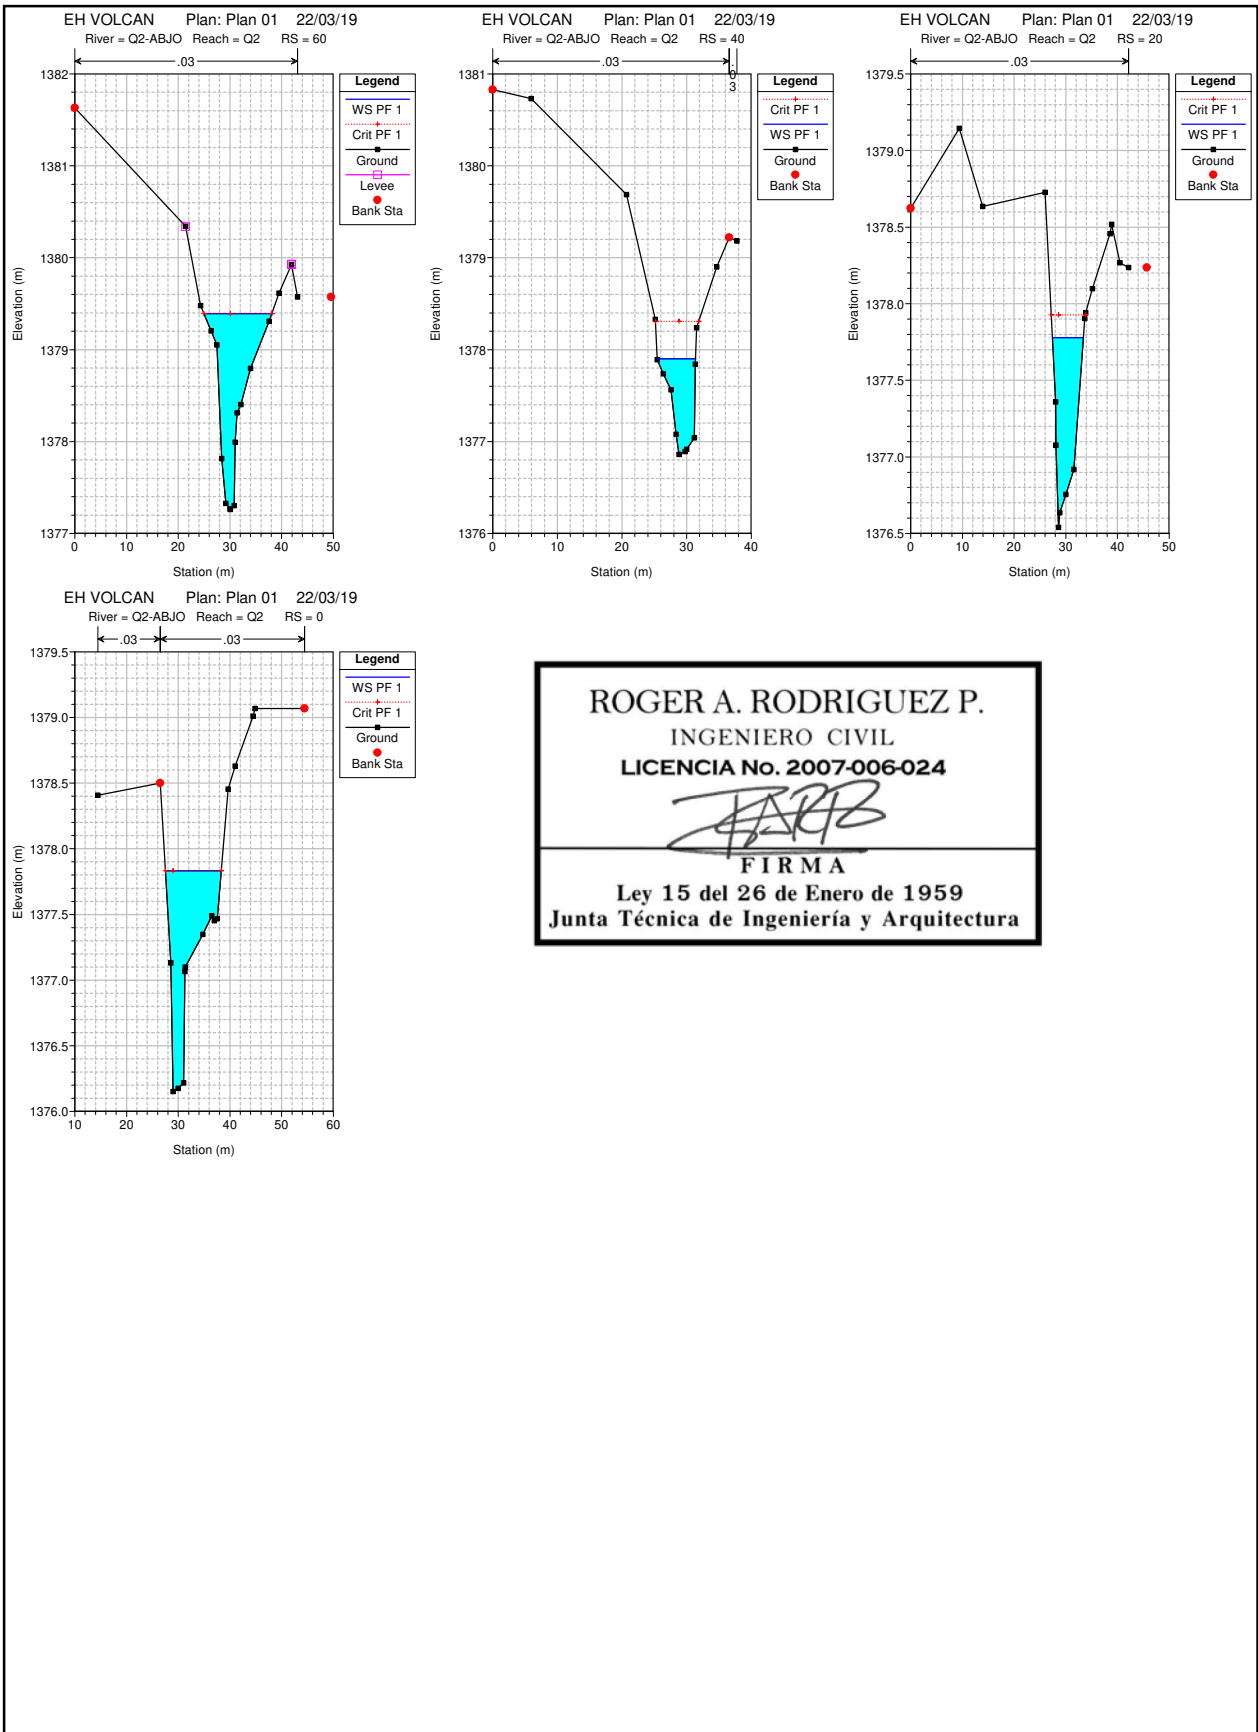 EH VOLCAN Plan: Plan 01 22/03/19
River = Q2-ABJO Reach = Q2 RS = 60
.03
1382
1381
1380
1379
1378
1377
Elevation (m)
0 10 20 30 40 50
Station (m)
Legend
WS PF 1
Crit PF 1
Ground
Levee
Bank Sta
EH VOLCAN Plan: Plan 01 22/03/19
River = Q2-ABJO Reach = Q2 RS = 40
.03
.03
1381
1380
1379
1378
1377
1376
Elevation (m)
0 10 20 30 40
Station (m)
Legend
Crit PF 1
WS PF 1
Ground
Bank Sta
EH VOLCAN Plan: Plan 01 22/03/19
River = Q2-ABJO Reach = Q2 RS = 20
.03
1379.5
1379.0
1378.5
1378.0
1377.5
1377.0
1376.5
Elevation (m)
0 10 20 30 40 50
Station (m)
Legend
Crit PF 1
WS PF 1
Ground
Bank Sta
EH VOLCAN Plan: Plan 01 22/03/19
River = Q2-ABJO Reach = Q2 RS = 0
.03 .03
1379.5
1379.0
1378.5
1378.0
1377.5
1377.0
1376.5
1376.0
Elevation (m)
10 20 30 40 50 60
Station (m)
Legend
WS PF 1
Crit PF 1
Ground
Bank Sta
ROGER A. RODRIGUEZ P.
INGENIERO CIVIL
LICENCIA No. 2007-006-024
FIRMA
Ley 15 del 26 de Enero de 1959
Junta Técnica de Ingeniería y Arquitectura